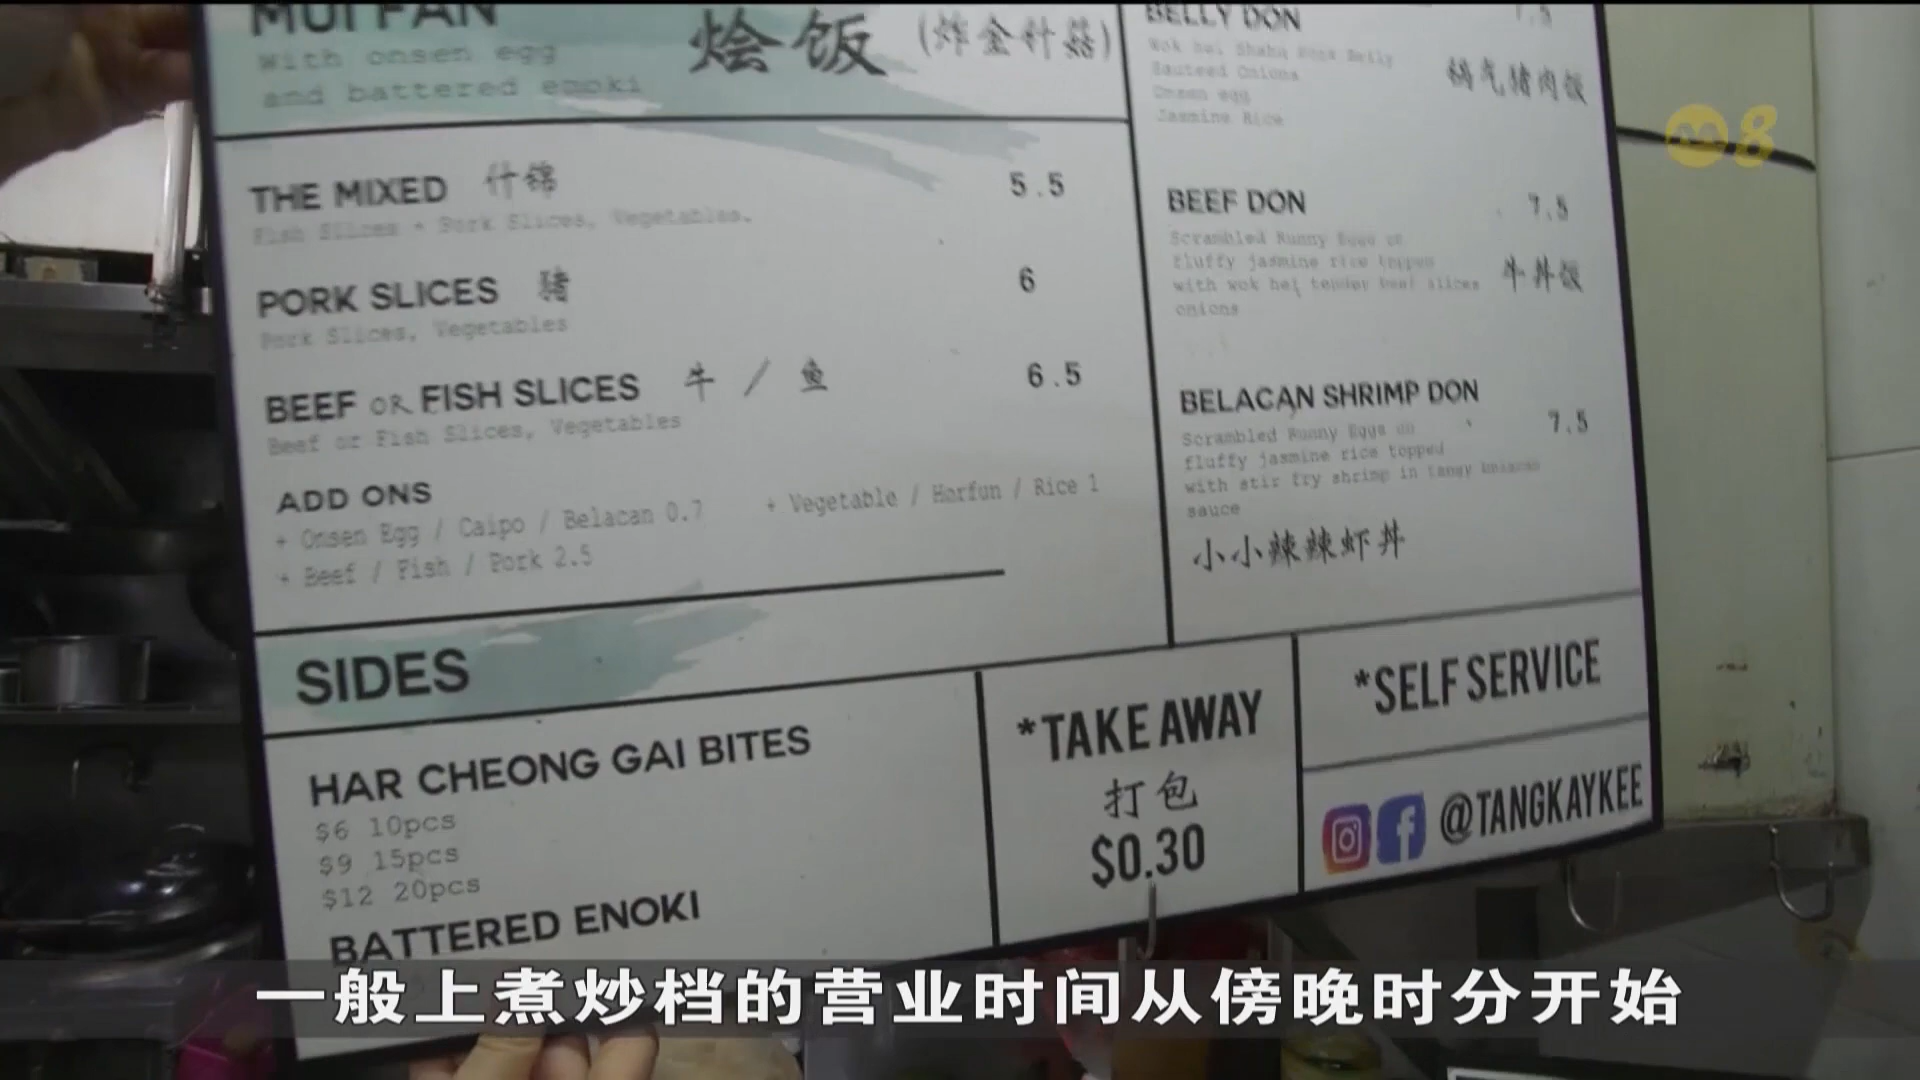 MUI FAN
烩饭 (炸金针菇)
With onsen egg
and battered enoki
THE MIXED 什锦 5.5
Fish Slices + Pork Slices, Vegetables.
PORK SLICES 猪 6
Pork Slices, Vegetables
BEEF OR FISH SLICES 牛 / 鱼 6.5
Beef or Fish Slices, Vegetables
ADD ONS
+ Onsen Egg / Caipo / Belacan 0.7 + Vegetable / Horfun / Rice 1
+ Beef / Fish / Pork 2.5
SIDES
HAR CHEONG GAI BITES
$6 10pcs
$9 15pcs
$12 20pcs
BATTERED ENOKI
BELLY DON 7.5
Wok hei Shabu Pork Belly
Sauteed Onions
Onsen egg
Jasmine Rice
锅气猪肉饭
BEEF DON 7.5
Scrambled Runny Eggs on
fluffy jasmine rice topped
with wok hei tender beef slices
onions
牛丼饭
BELACAN SHRIMP DON 7.5
Scrambled Runny Eggs on
fluffy jasmine rice topped
with stir fry shrimp in tangy belacan
sauce
小小辣辣虾丼
*TAKE AWAY
打包
$0.30
*SELF SERVICE
@TANGKAYKEE
8
一般上煮炒档的营业时间从傍晚时分开始